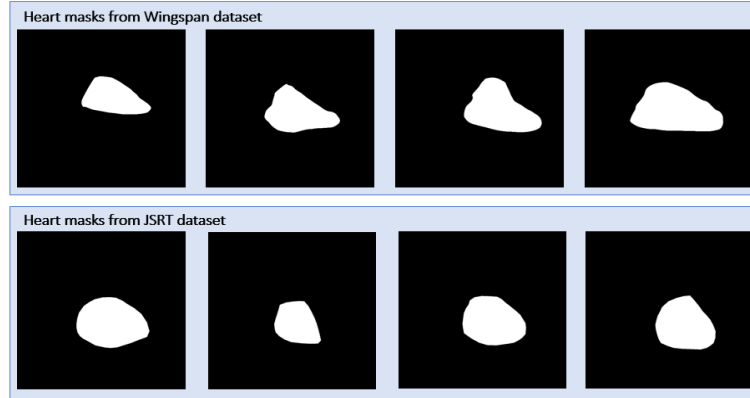 Heart masks from Wingspan dataset
Heart masks from JSRT dataset